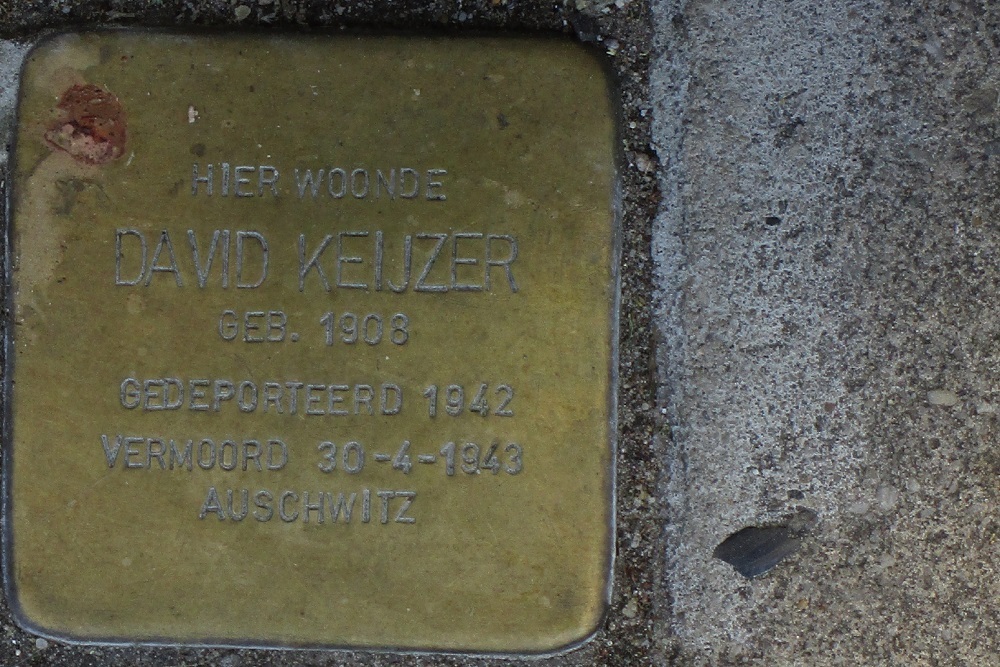 HIER WOONDE
DAVID KEIJZER
GEB. 1908
GEDEPORTEERD 1942
VERMOORD 30-4-1943
AUSCHWITZ